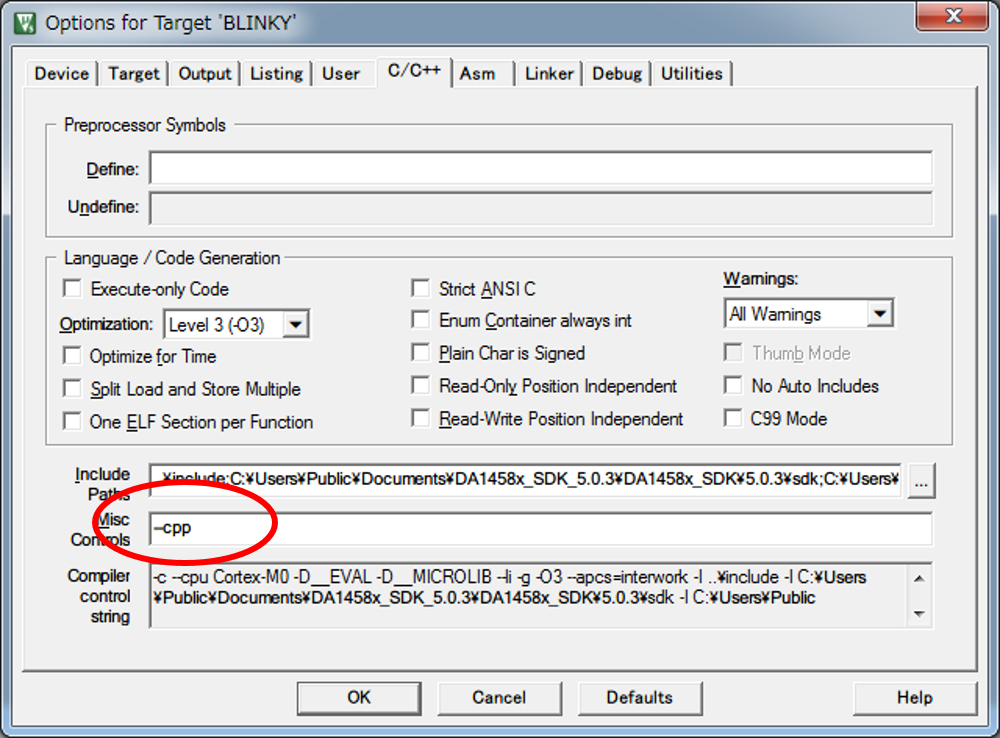 Options for Target 'BLINKY'
Device Target Output Listing User C/C++ Asm Linker Debug Utilities
Preprocessor Symbols
Define:
Undefine:
Language / Code Generation
Execute-only Code
Strict ANSI C
Warnings:
Optimization: Level 3 (-O3)
Enum Container always int
All Warnings
Optimize for Time
Plain Char is Signed
Thumb Mode
Split Load and Store Multiple
Read-Only Position Independent
No Auto Includes
One ELF Section per Function
Read-Write Position Independent
C99 Mode
Include
Paths
..¥include;C:¥Users¥Public¥Documents¥DA1458x_SDK_5.0.3¥DA1458x_SDK¥5.0.3¥sdk;C:¥Users¥
...
Misc
Controls
--cpp
Compiler
control
string
-c --cpu Cortex-M0 -D__EVAL -D__MICROLIB --li -g -O3 --apcs=interwork -I ..¥include -I C:¥Users
¥Public¥Documents¥DA1458x_SDK_5.0.3¥DA1458x_SDK¥5.0.3¥sdk -I C:¥Users¥Public
OK Cancel Defaults Help